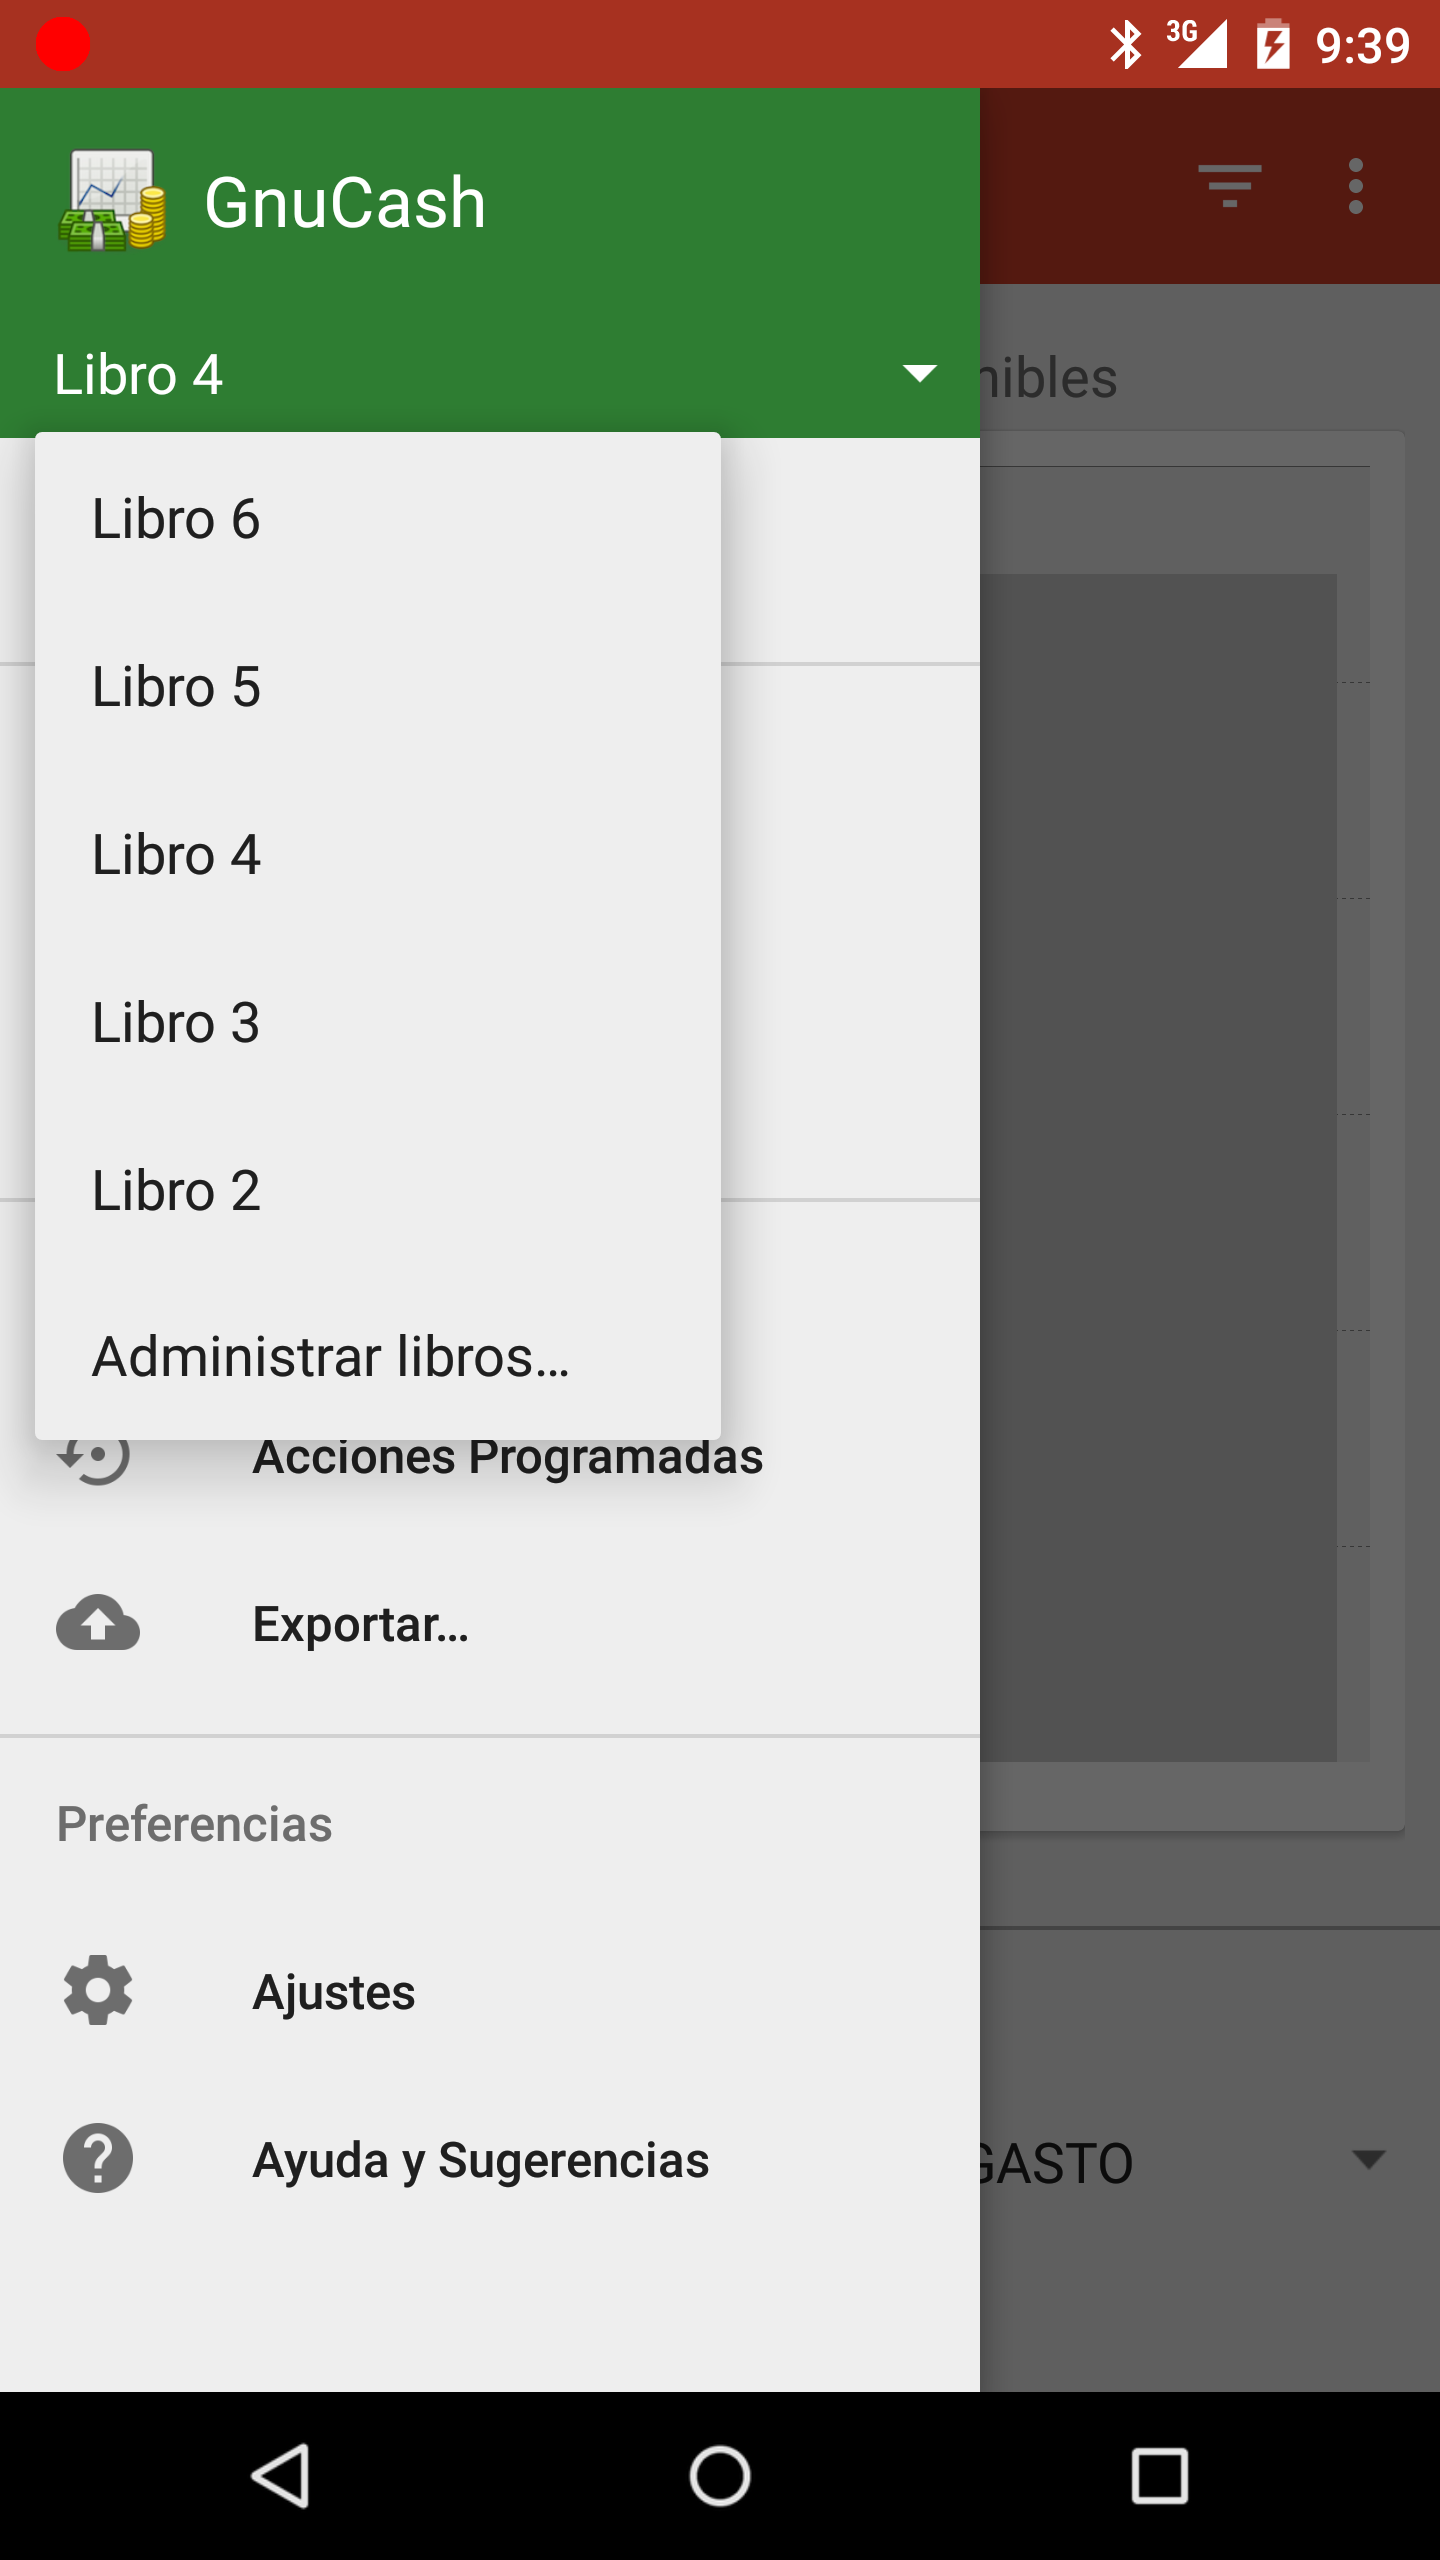 3G 9:39
GnuCash
Libro 4
nibles
Libro 6
Libro 5
Libro 4
Libro 3
Libro 2
Administrar libros...
Acciones Programadas
Exportar...
Preferencias
Ajustes
Ayuda y Sugerencias
GASTO